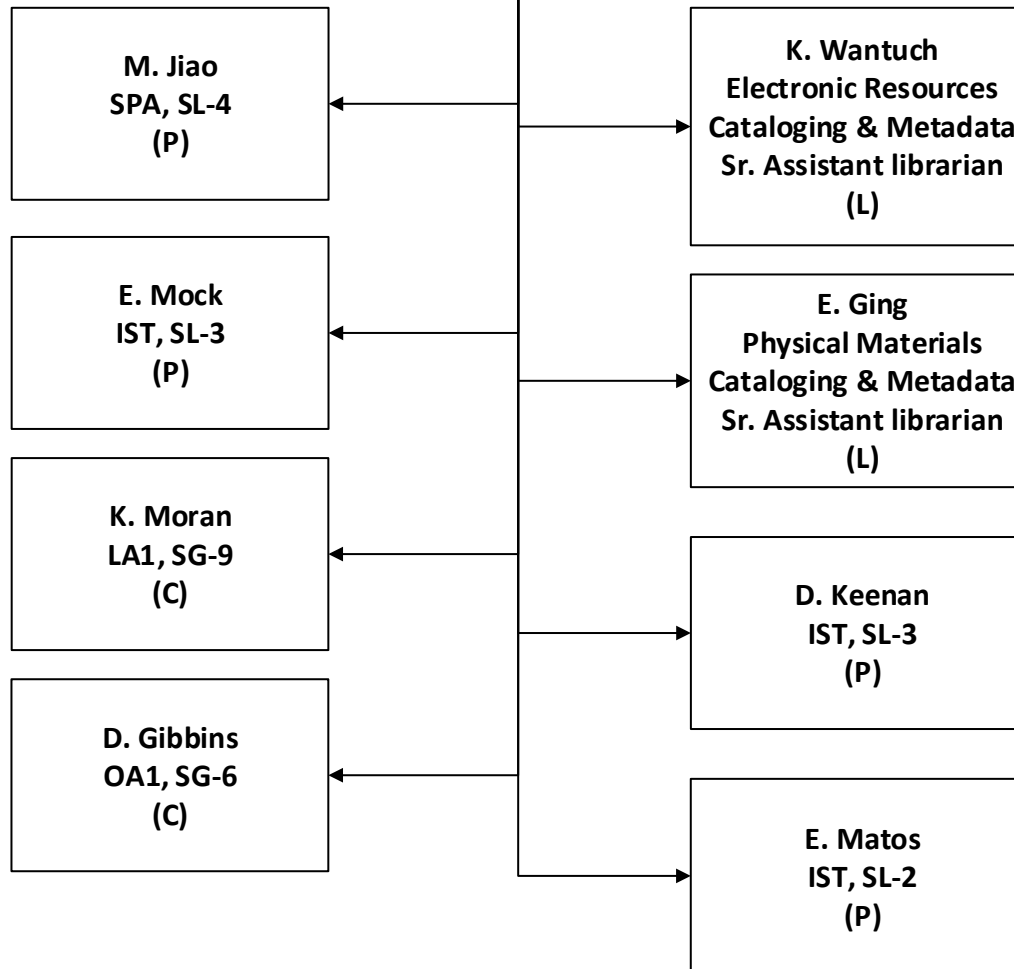 M. Jiao
SPA, SL-4
(P)
E. Mock
IST, SL-3
(P)
K. Moran
LA1, SG-9
(C)
D. Gibbins
OA1, SG-6
(C)
K. Wantuch
Electronic Resources
Cataloging & Metadata
Sr. Assistant librarian
(L)
E. Ging
Physical Materials
Cataloging & Metadata
Sr. Assistant librarian
(L)
D. Keenan
IST, SL-3
(P)
E. Matos
IST, SL-2
(P)